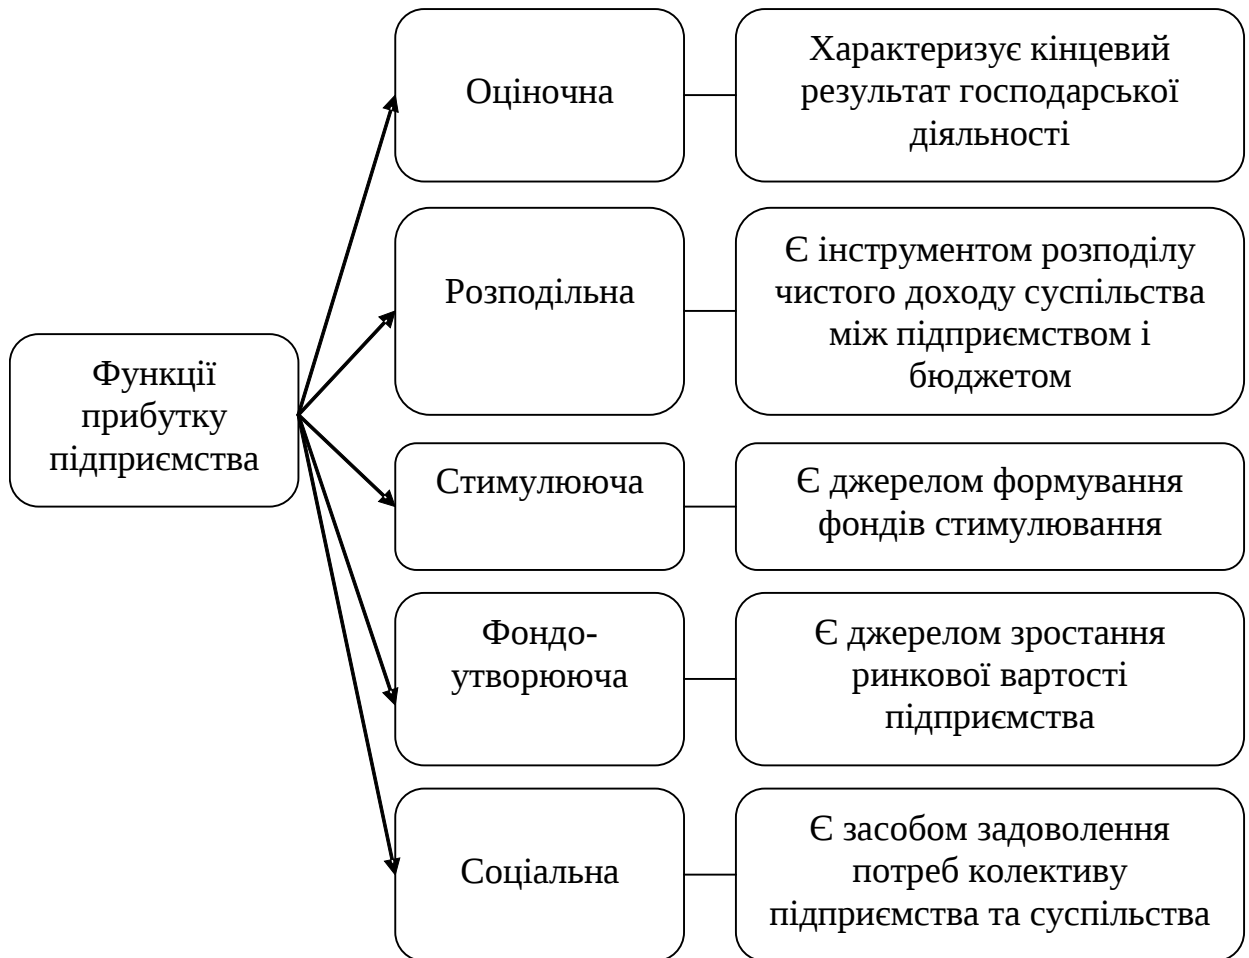 Функції
прибутку
підприємства
Оціночна
Характеризує кінцевий
результат господарської
діяльності
Розподільна
Є інструментом розподілу
чистого доходу суспільства
між підприємством і
бюджетом
Стимулююча
Є джерелом формування
фондів стимулювання
Фондо-
утворююча
Є джерелом зростання
ринкової вартості
підприємства
Соціальна
Є засобом задоволення
потреб колективу
підприємства та суспільства